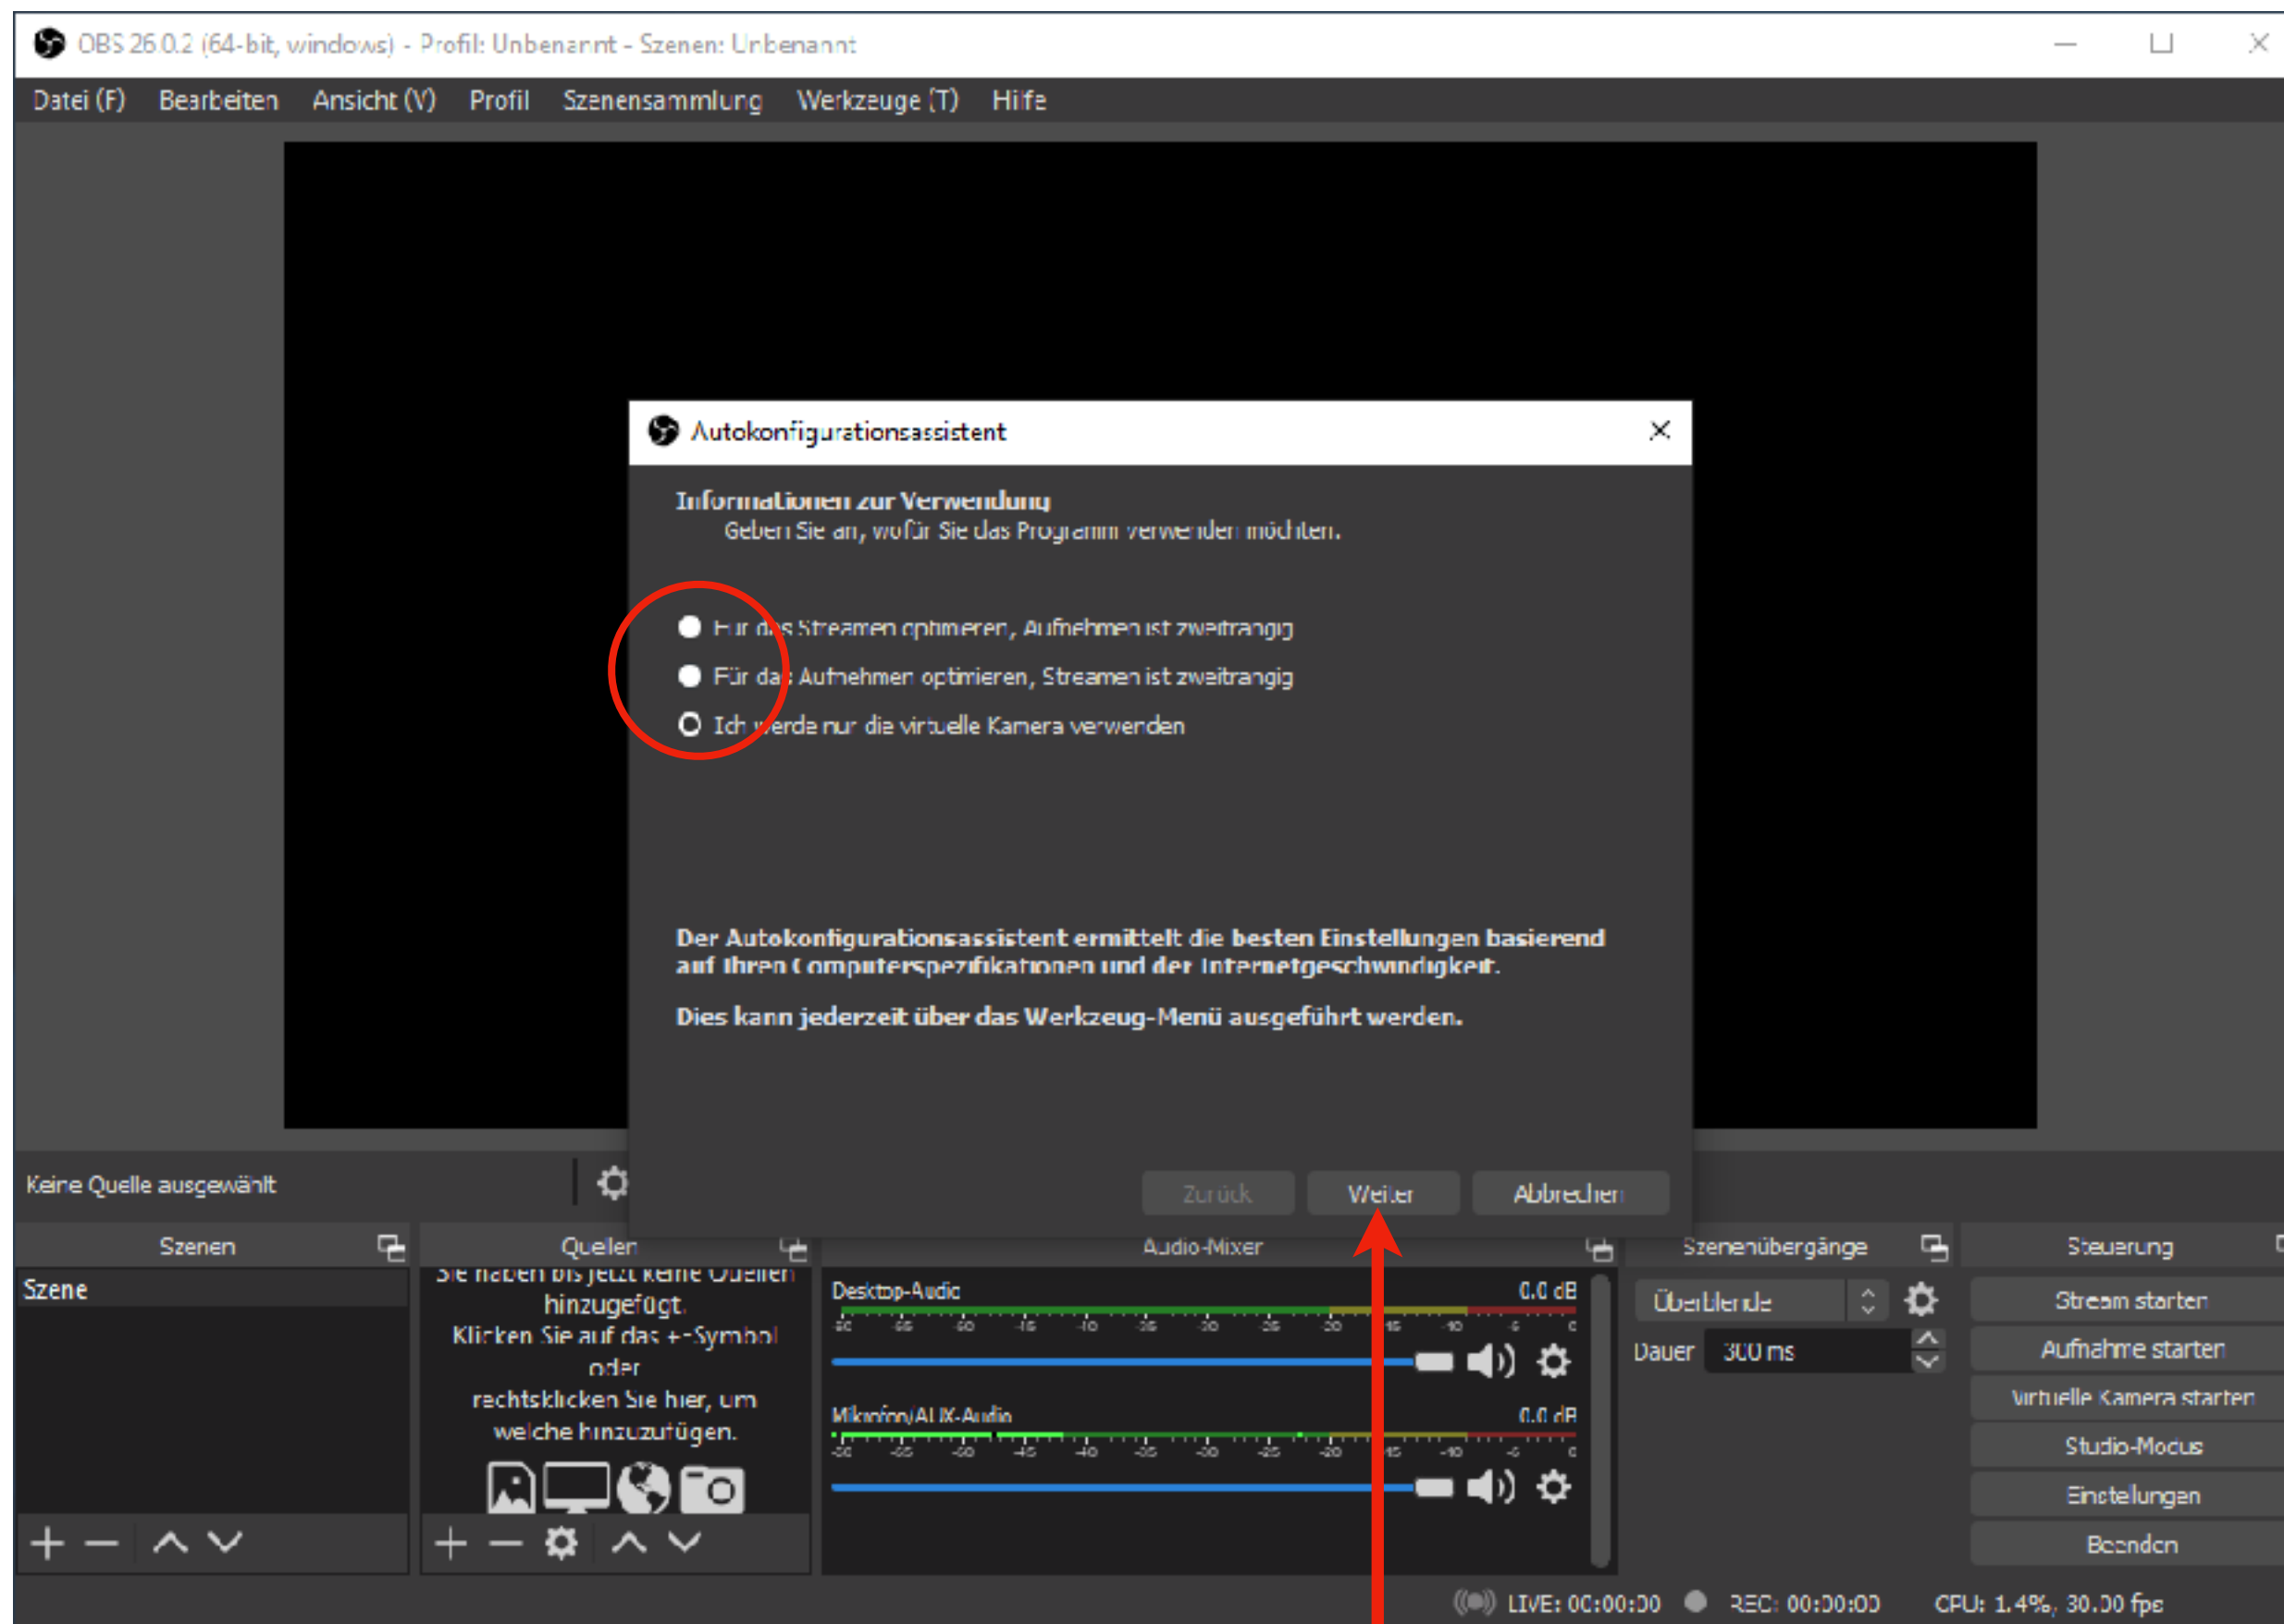 OBS 26.0.2 (64-bit, windows) - Profil: Unbenannt - Szenen: Unbenannt
Datei (F) Bearbeiten Ansicht (V) Profil Szenensammlung Werkzeuge (T) Hilfe
Autokonfigurationsassistent
Informationen zur Verwendung
Geben Sie an, wofür Sie das Programm verwenden möchten.
Für das Streamen optimieren, Aufnehmen ist zweitrangig
Für das Aufnehmen optimieren, Streamen ist zweitrangig
Ich werde nur die virtuelle Kamera verwenden
Der Autokonfigurationsassistent ermittelt die besten Einstellungen basierend
auf Ihren Computerspezifikationen und der Internetgeschwindigkeit.
Dies kann jederzeit über das Werkzeug-Menü ausgeführt werden.
Zurück Weiter Abbrechen
Keine Quelle ausgewählt
Szenen
Szene
Quellen
Sie haben bis jetzt keine Quellen
hinzugefügt.
Klicken Sie auf das +-Symbol
oder
rechtsklicken Sie hier, um
welche hinzuzufügen.
Audio-Mixer
Desktop-Audio 0.0 dB
Mikrofon/AUX-Audio 0.0 dB
Szenenübergänge
Überblende
Dauer 300 ms
Steuerung
Stream starten
Aufnahme starten
Virtuelle Kamera starten
Studio-Modus
Einstellungen
Beenden
LIVE: 00:00:00 REC: 00:00:00 CPU: 1.4%, 30.00 fps